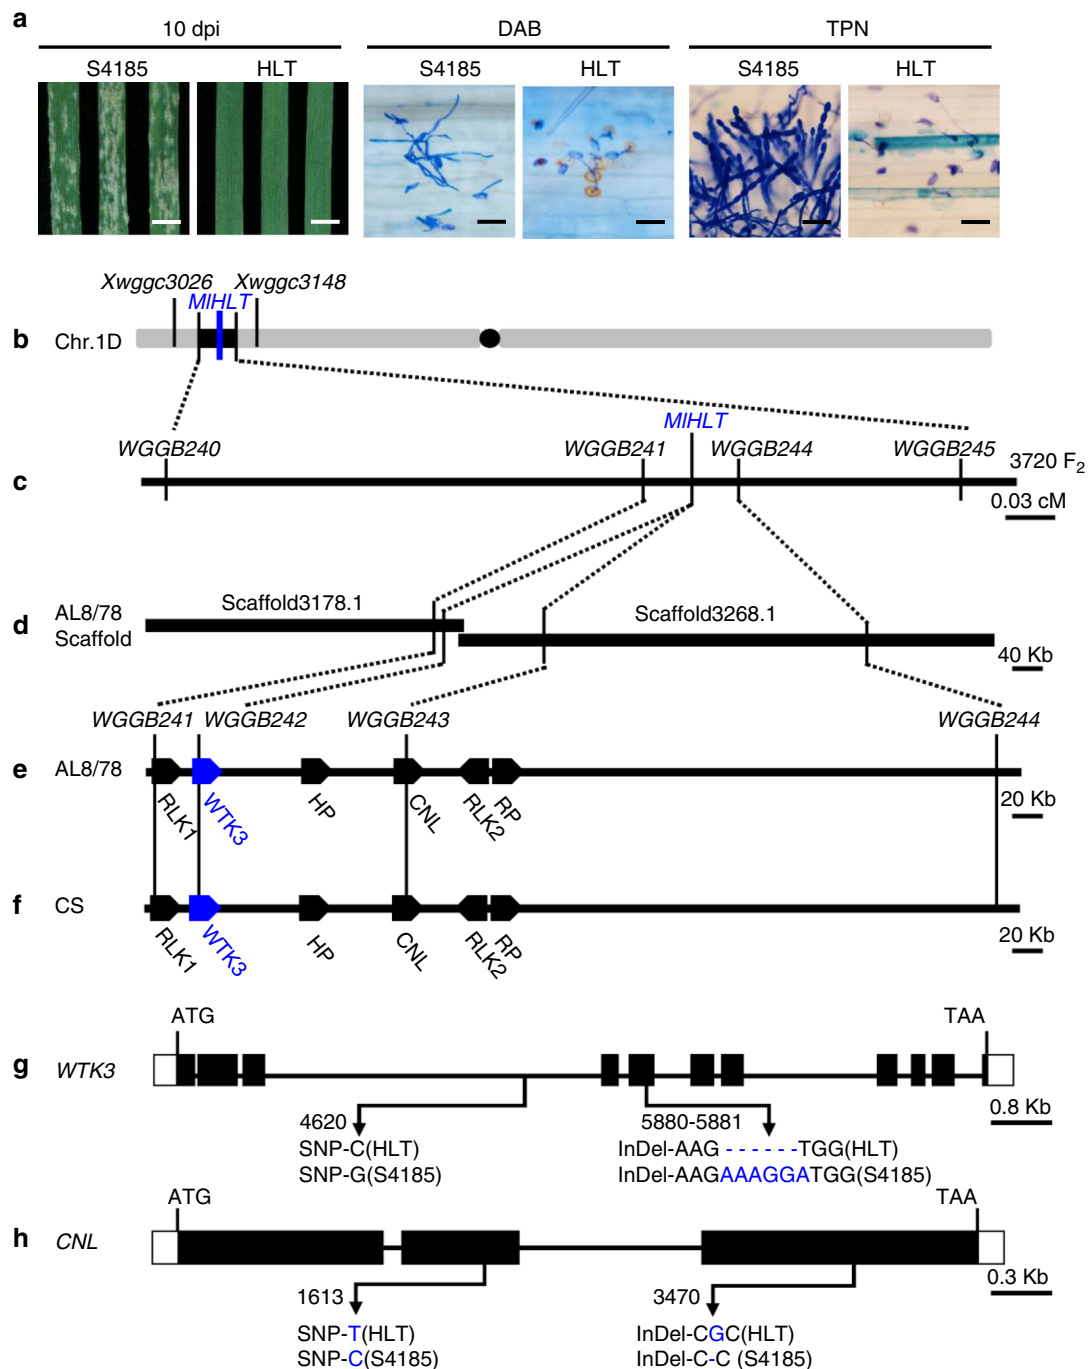 a
10 dpi DAB TPN
S4185 HLT S4185 HLT S4185 HLT
Xwggc3026 Xwggc3148
MlHLT
b Chr.1D
MlHLT
WGGB240 WGGB241 WGGB244 WGGB245
3720 F2
c
0.03 cM
Scaffold3178.1 Scaffold3268.1
d AL8/78
Scaffold
40 Kb
WGGB241 WGGB242 WGGB243 WGGB244
e AL8/78
RLK1 WTK3 HP CNL RLK2 RP
20 Kb
f CS
RLK1 WTK3 HP CNL RLK2 RP
20 Kb
ATG TAA
g WTK3
0.8 Kb
4620 5880-5881
SNP-C(HLT) InDel-AAG ------TGG(HLT)
SNP-G(S4185) InDel-AAGAAAGGATGG(S4185)
ATG TAA
h CNL
0.3 Kb
1613 3470
SNP-T(HLT) InDel-CGC(HLT)
SNP-C(S4185) InDel-C-C (S4185)